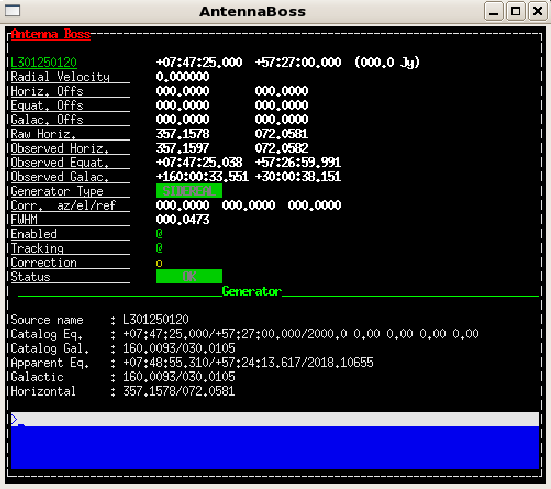 AntennaBoss
Antenna Boss
L301250120 +07:47:25.000 +57:27:00.000 (000.0 Jy)
Radial Velocity 0.000000
Horiz. Offs 000.0000 000.0000
Equat. Offs 000.0000 000.0000
Galac. Offs 000.0000 000.0000
Raw Horiz. 357.1578 072.0581
Observed Horiz. 357.1597 072.0582
Observed Equat. +07:47:25.038 +57:26:59.991
Observed Galac. +160:00:33.551 +30:00:38.151
Generator Type SIDEREAL
Corr. az/el/ref 000.0000 000.0000 000.0000
FWHM 000.0473
Enabled @
Tracking @
Correction o
Status OK
Generator
Source name : L301250120
Catalog Eq. : +07:47:25.000/+57:27:00.000/2000.0 0.00 0.00 0.00 0.00
Catalog Gal. : 160.0093/030.0105
Apparent Eq. : +07:48:55.310/+57:24:13.617/2018.10655
Galactic : 160.0093/030.0105
Horizontal : 357.1578/072.0581
>_